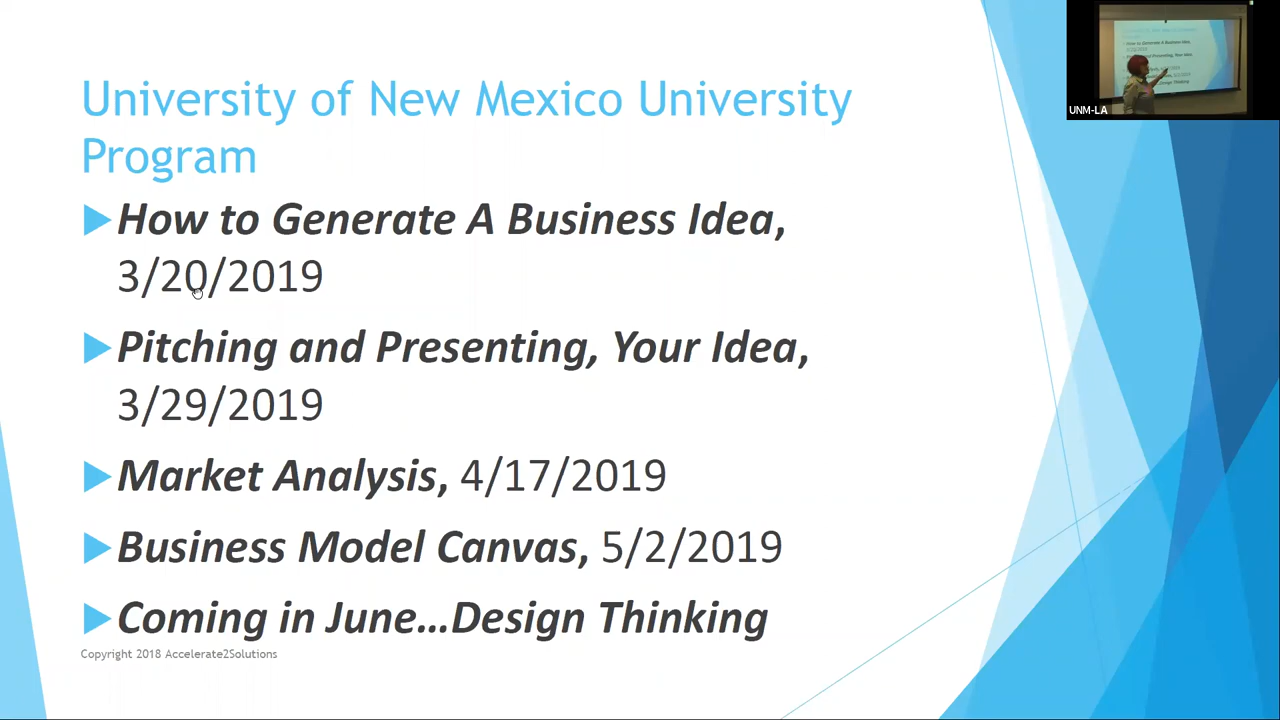 University of New Mexico University
Program
How to Generate A Business Idea,
3/20/2019
Pitching and Presenting, Your Idea,
3/29/2019
Market Analysis, 4/17/2019
Business Model Canvas, 5/2/2019
Coming in June...Design Thinking
Copyright 2018 Accelerate2Solutions
UNM-LA